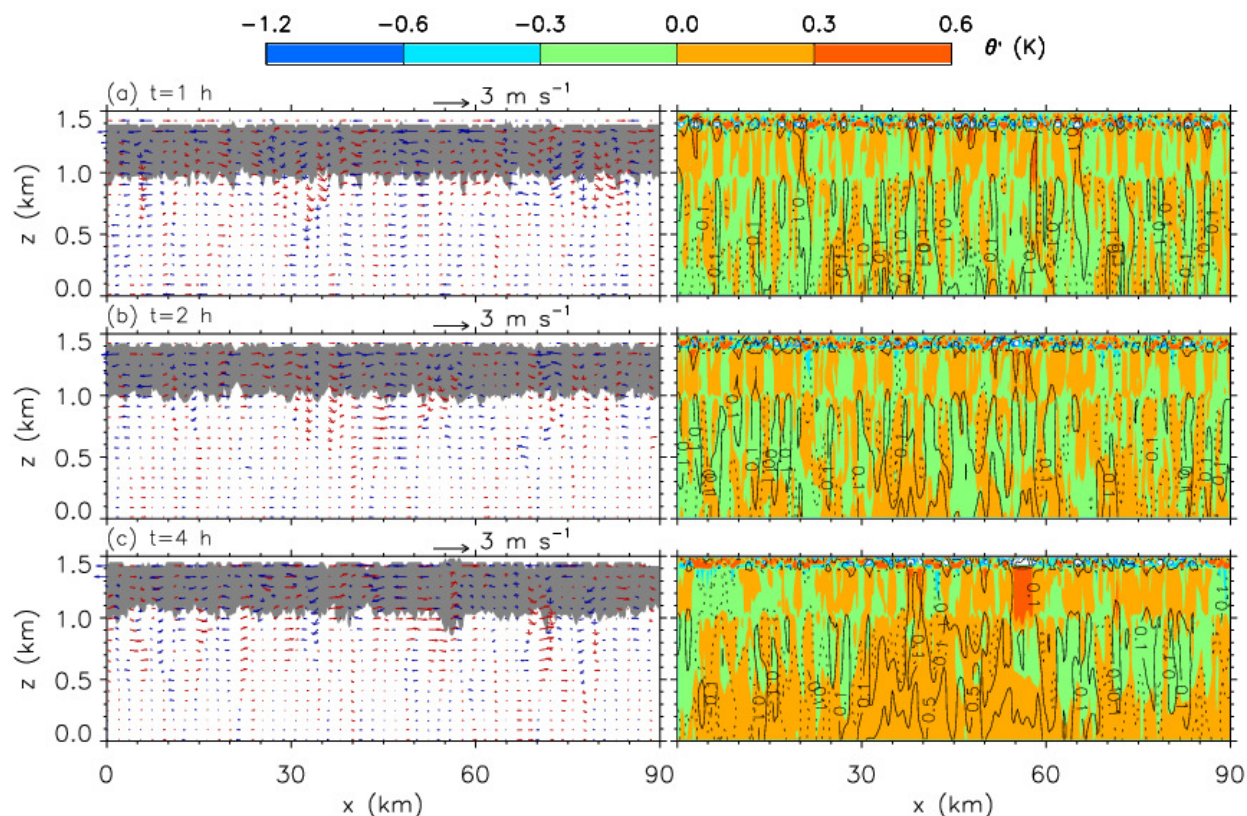 -1.2 -0.6 -0.3 0.0 0.3 0.6
θ' (K)
(a) t=1 h 3 m s⁻¹
1.5
1.0
0.5
0.0
z (km)
(b) t=2 h 3 m s⁻¹
1.5
1.0
0.5
0.0
z (km)
(c) t=4 h 3 m s⁻¹
1.5
1.0
0.5
0.0
z (km)
0 30 60 90
x (km)
30 60 90
x (km)